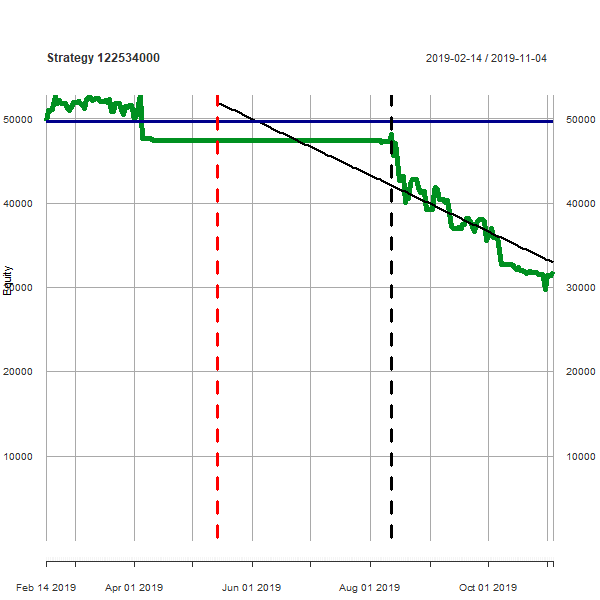 Strategy 122534000
2019-02-14 / 2019-11-04
50000 50000
40000 40000
Equity
30000 30000
20000 20000
10000 10000
Feb 14 2019 Apr 01 2019 Jun 01 2019 Aug 01 2019 Oct 01 2019